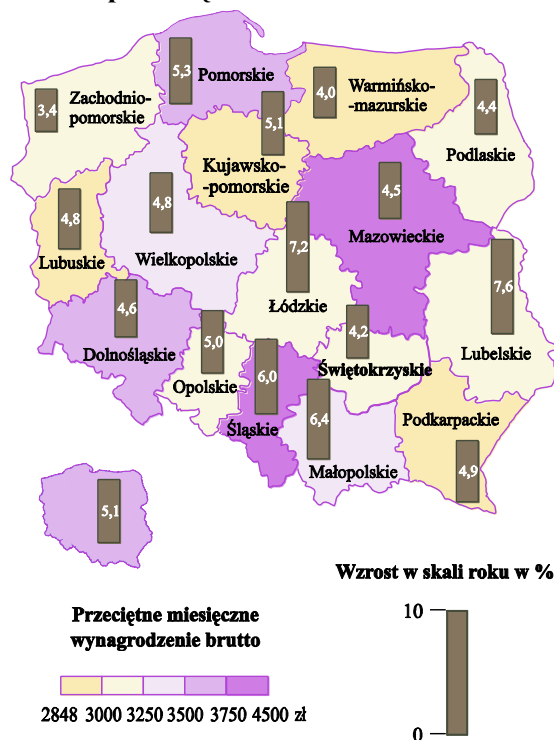 5,3
Pomorskie
4,0
Warmińsko-
-mazurskie
3,4
Zachodnio-
pomorskie
5,1
4,4
Podlaskie
Kujawsko-
-pomorskie
4,8
Lubuskie
4,8
Wielkopolskie
4,5
Mazowieckie
7,2
Łódzkie
7,6
Lubelskie
4,6
Dolnośląskie
5,0
Opolskie
4,2
Świętokrzyskie
6,0
Śląskie
6,4
Małopolskie
Podkarpackie
4,9
5,1
Wzrost w skali roku w %
10
0
Przeciętne miesięczne
wynagrodzenie brutto
2848 3000 3250 3500 3750 4500 zł